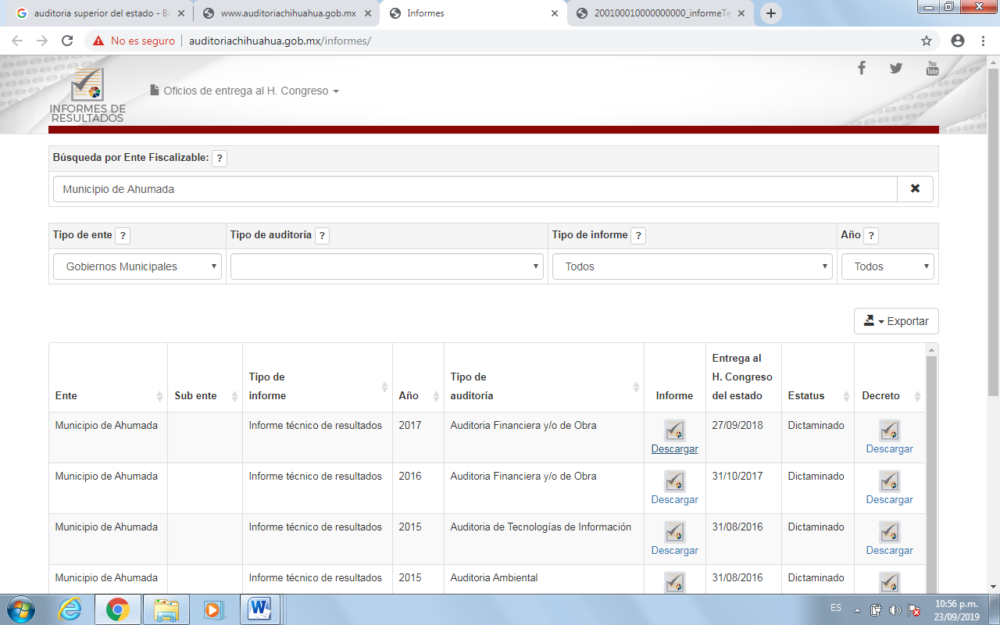 auditoria superior del estado - Bu
www.auditoriachihuahua.gob.mx
Informes
200100010000000000_informeTe
No es seguro
auditoriachihuahua.gob.mx/informes/
You Tube
INFORMES DE
RESULTADOS
Oficios de entrega al H. Congreso
Búsqueda por Ente Fiscalizable: ?
Municipio de Ahumada
Tipo de ente ? Tipo de auditoría ? Tipo de informe ? Año ?
Gobiernos Municipales Todos Todos
Exportar
Ente Sub ente Tipo de informe Año Tipo de auditoría Informe Entrega al H. Congreso del estado Estatus Decreto
Municipio de Ahumada Informe técnico de resultados 2017 Auditoria Financiera y/o de Obra Descargar 27/09/2018 Dictaminado Descargar
Municipio de Ahumada Informe técnico de resultados 2016 Auditoria Financiera y/o de Obra Descargar 31/10/2017 Dictaminado Descargar
Municipio de Ahumada Informe técnico de resultados 2015 Auditoria de Tecnologías de Información Descargar 31/08/2016 Dictaminado Descargar
Municipio de Ahumada Informe técnico de resultados 2015 Auditoria Ambiental 31/08/2016 Dictaminado
ES
10:56 p.m.
23/09/2019